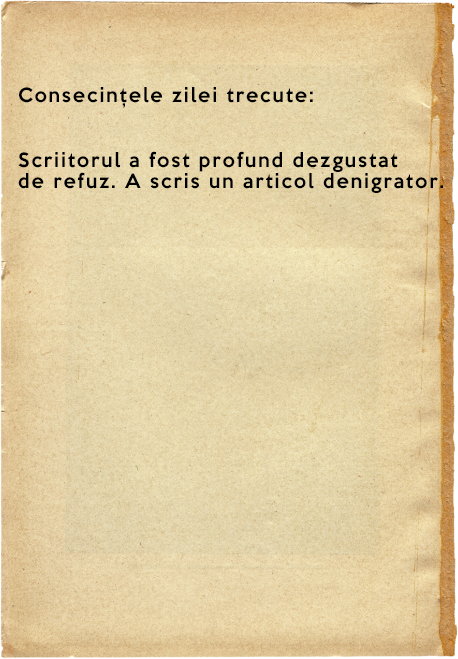 Consecințele zilei trecute:
Scriitorul a fost profund dezgustat
de refuz. A scris un articol denigrator.